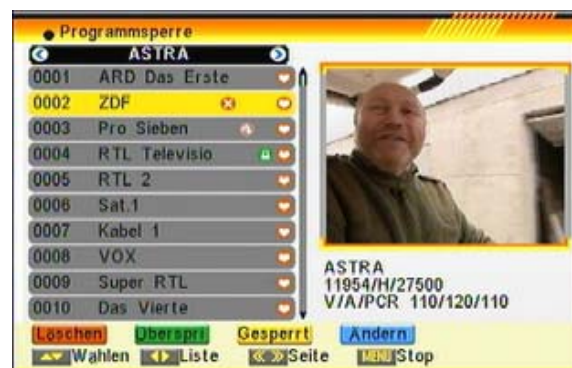 Programmsperre
ASTRA
0001 ARD Das Erste
0002 ZDF
0003 Pro Sieben
0004 RTL Televisio
0005 RTL 2
0006 Sat.1
0007 Kabel 1
0008 VOX
0009 Super RTL
0010 Das Vierte
ASTRA
11954/H/27500
V/A/PCR 110/120/110
Löschen Überspri Gesperrt Ändern
Wahlen Liste Seite MENU Stop